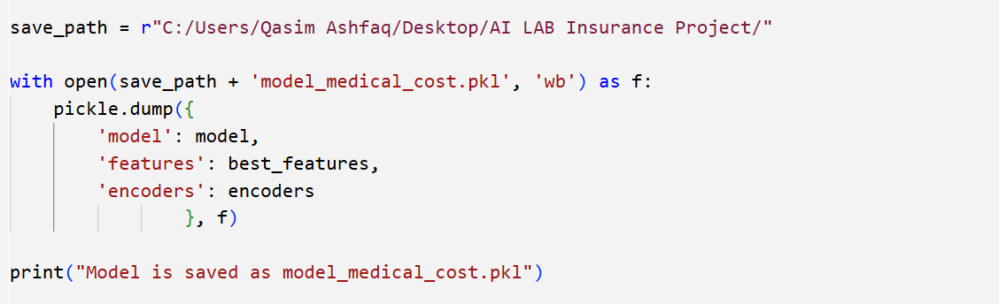 save_path = r"C:/Users/Qasim Ashfaq/Desktop/AI LAB Insurance Project/"
with open(save_path + 'model_medical_cost.pkl', 'wb') as f:
    pickle.dump({
        'model': model,
        'features': best_features,
        'encoders': encoders
                }, f)
print("Model is saved as model_medical_cost.pkl")